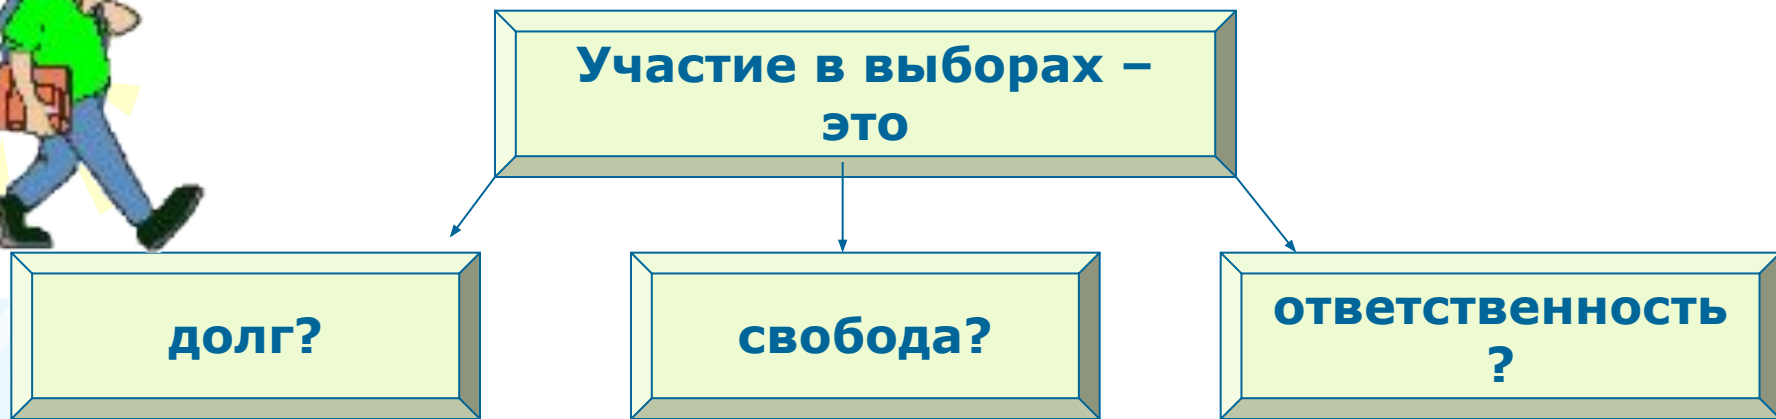 Участие в выборах –
это
долг?
свобода?
ответственность
?